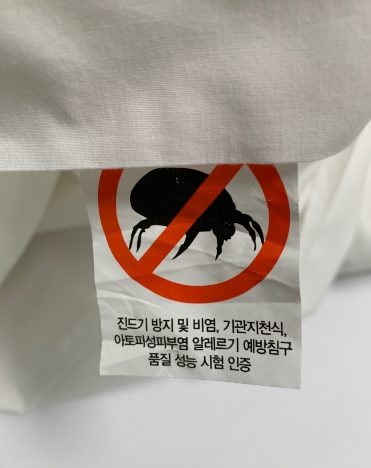 진드기 방지 및 비염, 기관지천식,
아토피성피부염 알레르기 예방침구
품질 성능 시험 인증